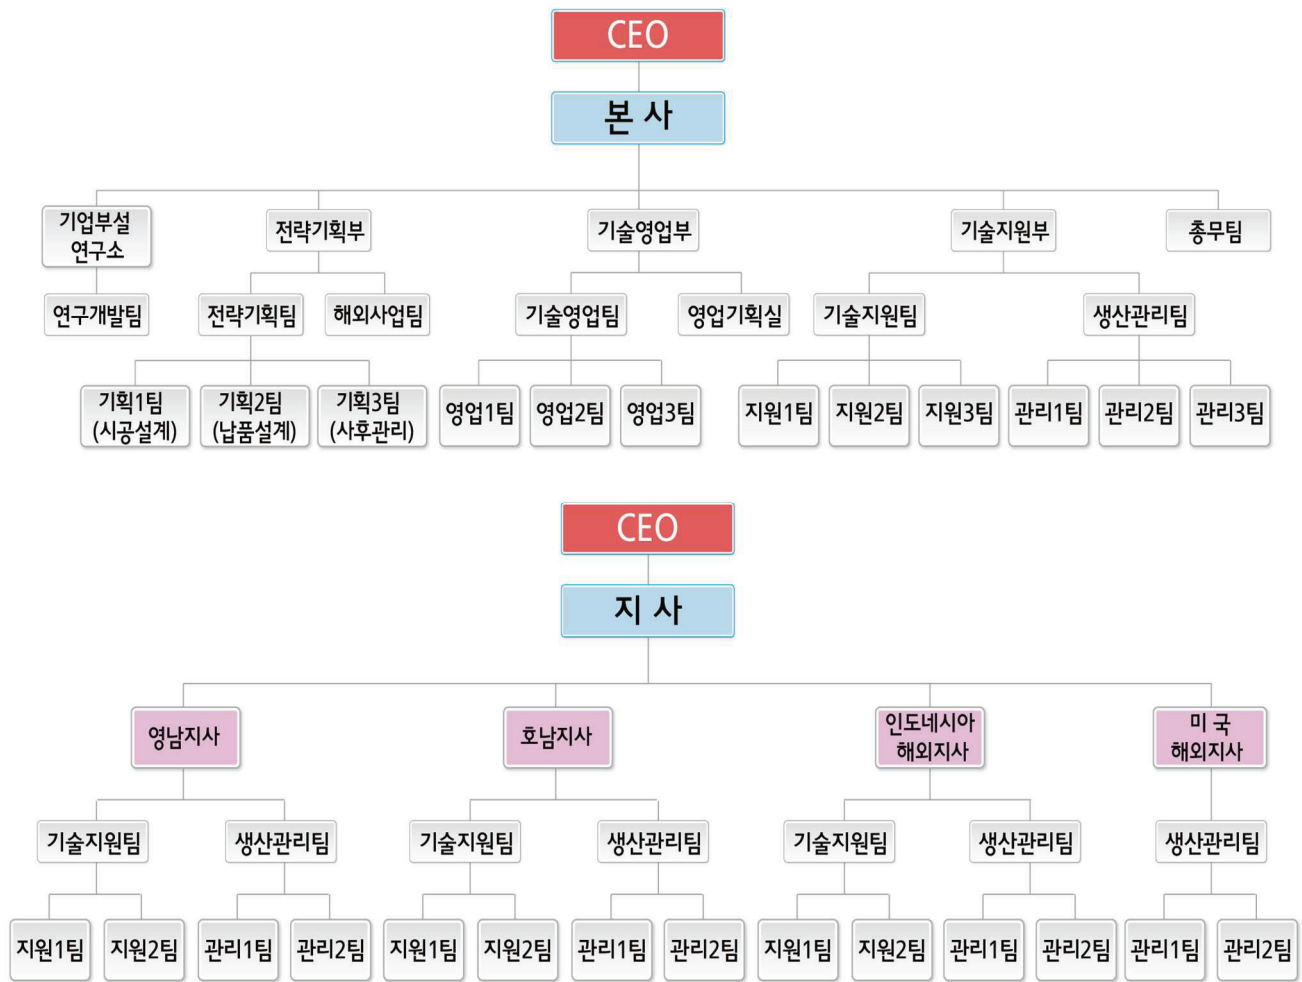 CEO
본 사
기업부설
연구소
전략기획부
기술영업부
기술지원부
총무팀
연구개발팀
전략기획팀
해외사업팀
기술영업팀
영업기획실
기술지원팀
생산관리팀
기획1팀
(시공설계)
기획2팀
(납품설계)
기획3팀
(사후관리)
영업1팀
영업2팀
영업3팀
지원1팀
지원2팀
지원3팀
관리1팀
관리2팀
관리3팀
CEO
지 사
영남지사
호남지사
인도네시아
해외지사
미 국
해외지사
기술지원팀
생산관리팀
기술지원팀
생산관리팀
기술지원팀
생산관리팀
생산관리팀
지원1팀
지원2팀
관리1팀
관리2팀
지원1팀
지원2팀
관리1팀
관리2팀
지원1팀
지원2팀
관리1팀
관리2팀
관리1팀
관리2팀